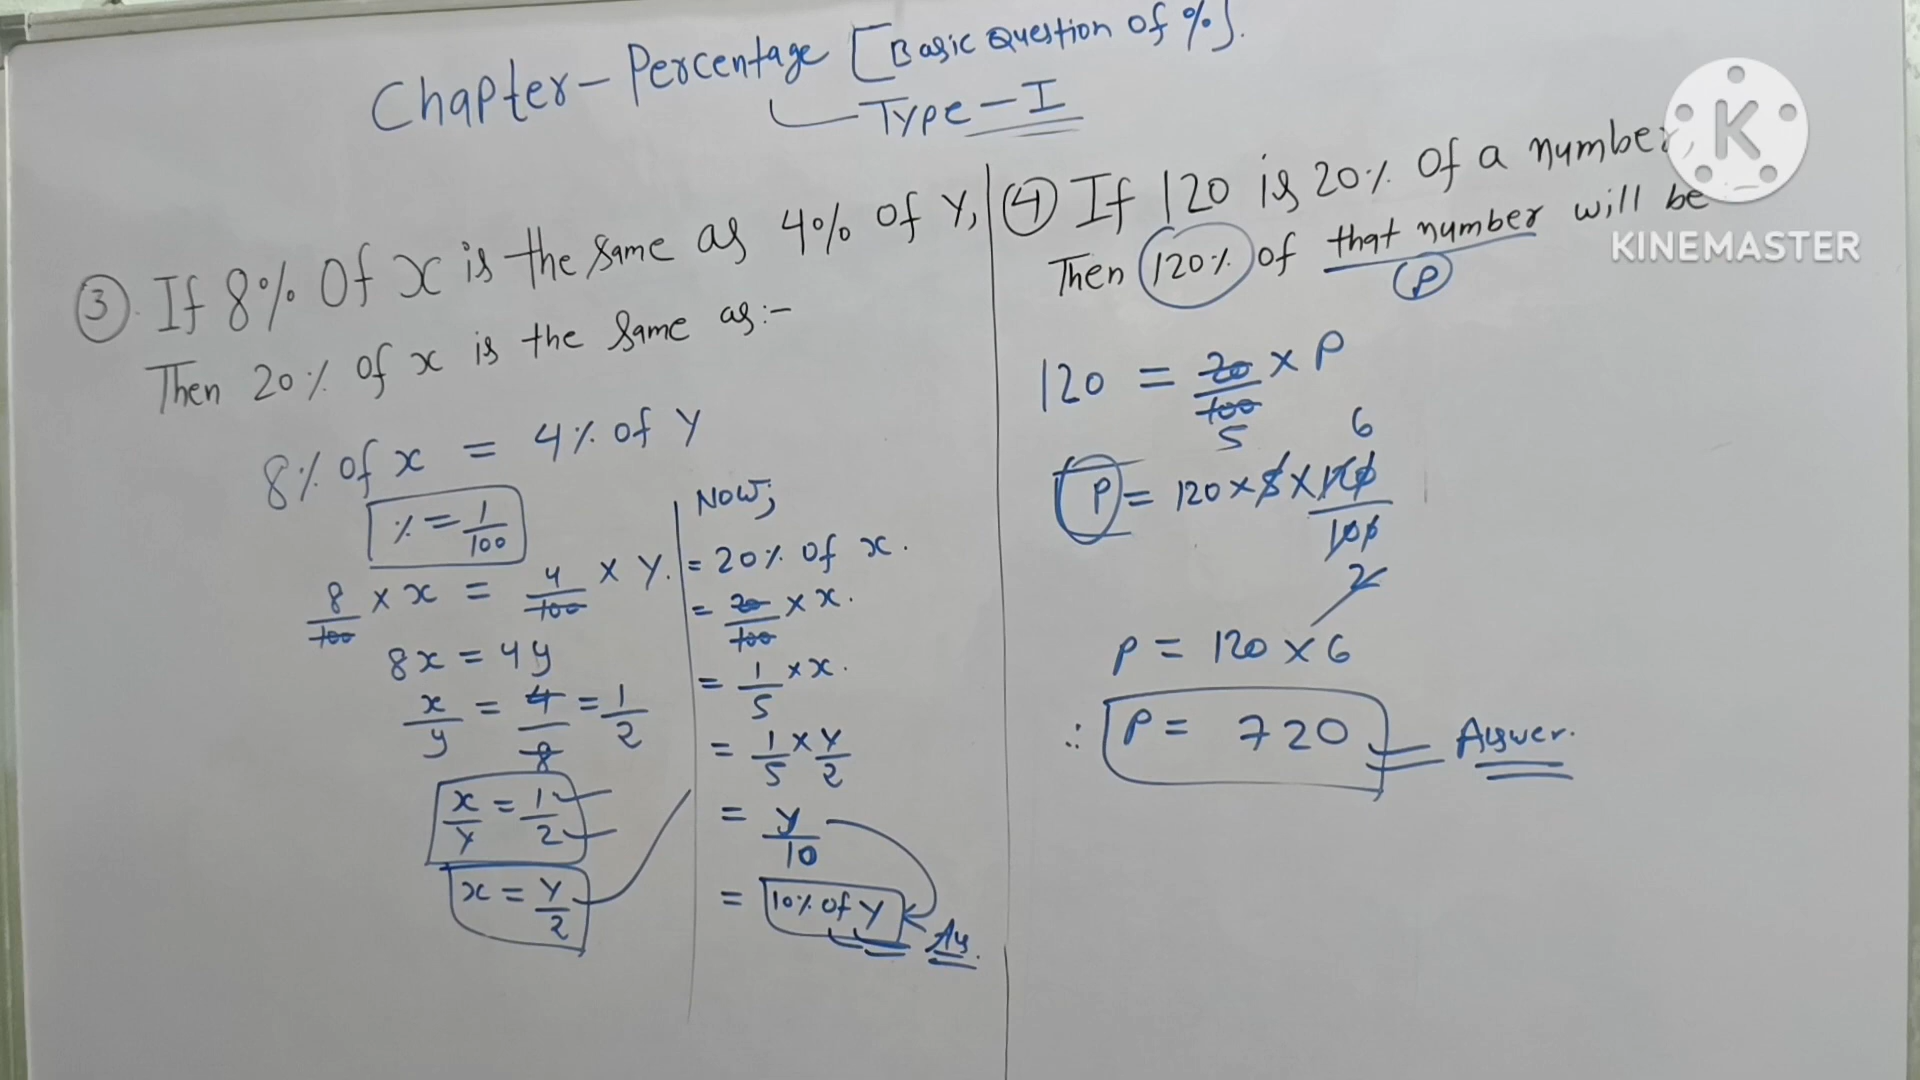 Chapter - Percentage [Basic Question of %].
Type - I
③. If 8% Of x is the same as 4% of Y,
Then 20% of x is the same as :-
8% of x = 4% of Y
% = 1/100
8/100 × x = 4/100 × Y.
8x = 4y
x/y = 4/8 = 1/2
x/Y = 1/2
x = Y/2
Now;
= 20% Of x.
= 20/100 × x.
= 1/5 × x.
= 1/5 × Y/2
= y/10
= 10% of Y
Ans.
④ If 120 is 20% Of a number,
Then 120% of that number will be
P
120 = 20/100 × P
5
6
P = 120 × 5 × 120/100
2
P = 120 × 6
∴ P = 720 Answer.
K
KINEMASTER